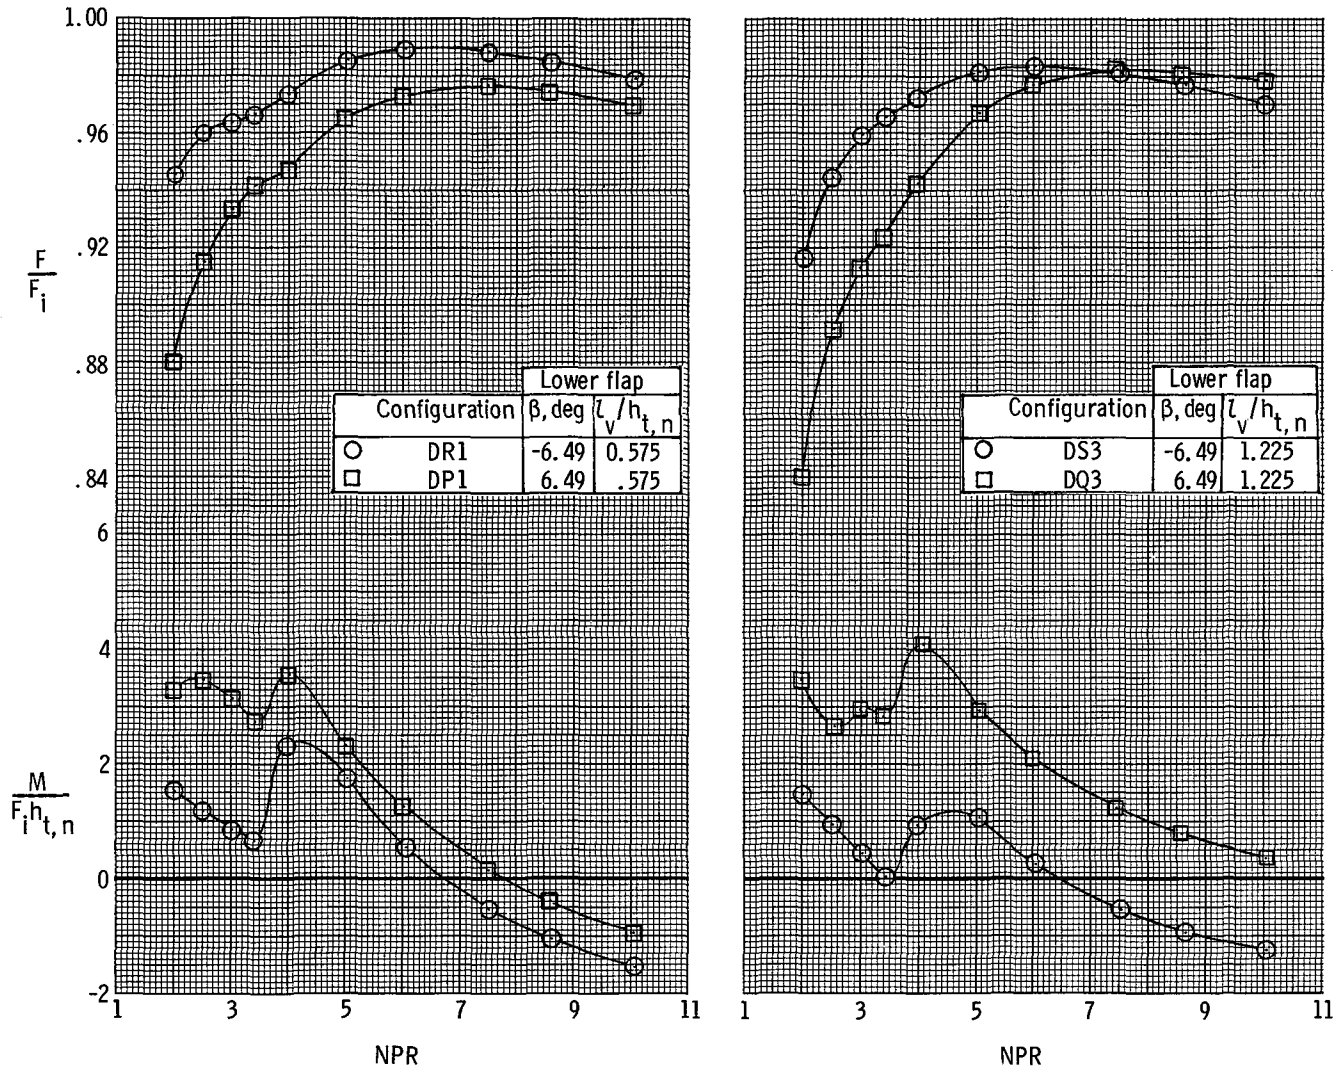 1.00
.96
.92
.88
.84
F
F_i
6
4
2
0
-2
M
F_i h_t,n
Lower flap
Configuration β, deg l_v/h_t,n
DR1 -6.49 0.575
DP1 6.49 .575
Lower flap
Configuration β, deg l_v/h_t,n
DS3 -6.49 1.225
DQ3 6.49 1.225
1 3 5 7 9 11
NPR
1 3 5 7 9 11
NPR